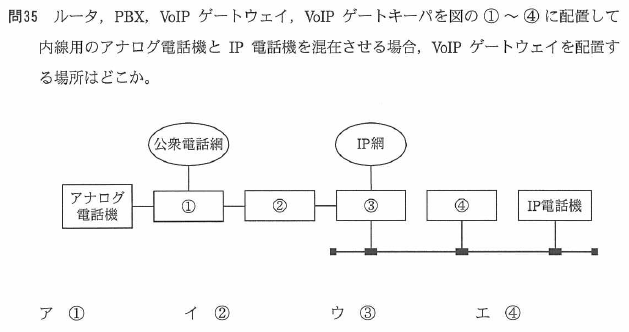 問35 ルータ，PBX，VoIP ゲートウェイ，VoIP ゲートキーパを図の ① ～ ④ に配置して
内線用のアナログ電話機と IP 電話機を混在させる場合，VoIP ゲートウェイを配置す
る場所はどこか。
公衆電話網
IP網
アナログ
電話機
①
②
③
④
IP電話機
ア ①
イ ②
ウ ③
エ ④